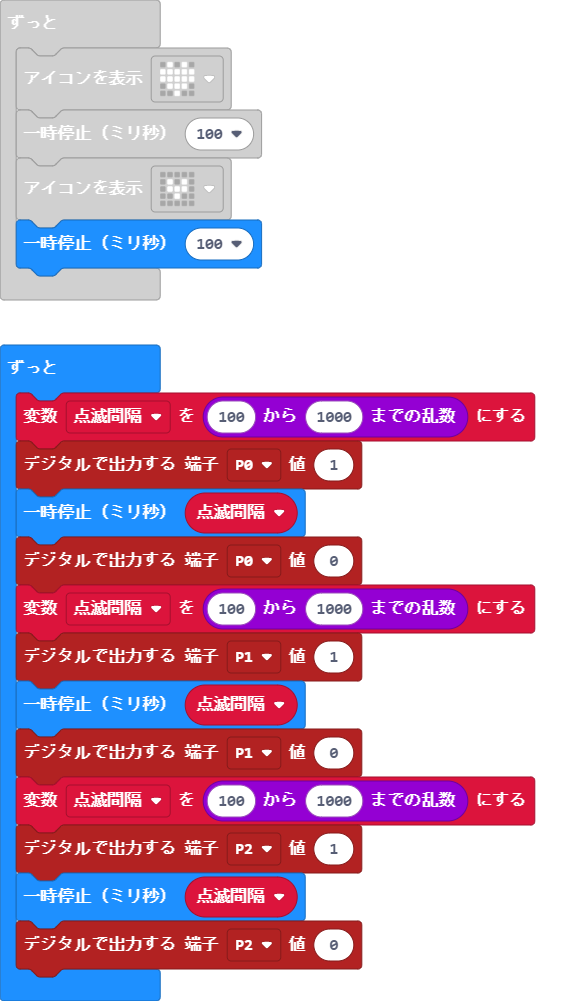 ずっと
アイコンを表示
一時停止（ミリ秒） 100
アイコンを表示
一時停止（ミリ秒） 100
ずっと
変数 点滅間隔 を 100 から 1000 までの乱数 にする
デジタルで出力する 端子 P0 値 1
一時停止（ミリ秒） 点滅間隔
デジタルで出力する 端子 P0 値 0
変数 点滅間隔 を 100 から 1000 までの乱数 にする
デジタルで出力する 端子 P1 値 1
一時停止（ミリ秒） 点滅間隔
デジタルで出力する 端子 P1 値 0
変数 点滅間隔 を 100 から 1000 までの乱数 にする
デジタルで出力する 端子 P2 値 1
一時停止（ミリ秒） 点滅間隔
デジタルで出力する 端子 P2 値 0